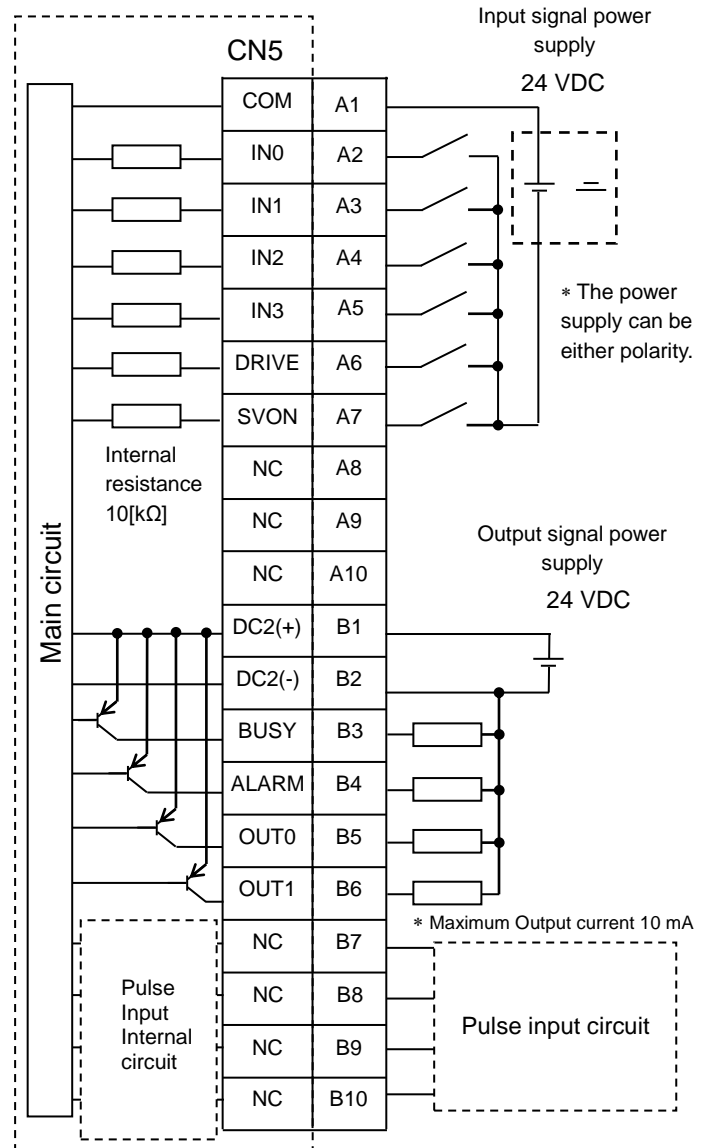 Input signal power
supply
24 VDC
CN5
COM A1
IN0 A2
IN1 A3
IN2 A4
IN3 A5
DRIVE A6
SVON A7
NC A8
NC A9
NC A10
DC2(+) B1
DC2(-) B2
BUSY B3
ALARM B4
OUT0 B5
OUT1 B6
NC B7
NC B8
NC B9
NC B10
* The power
supply can be
either polarity.
Internal
resistance
10[kΩ]
Main circuit
Output signal power
supply
24 VDC
* Maximum Output current 10 mA
Pulse
Input
Internal
circuit
Pulse input circuit